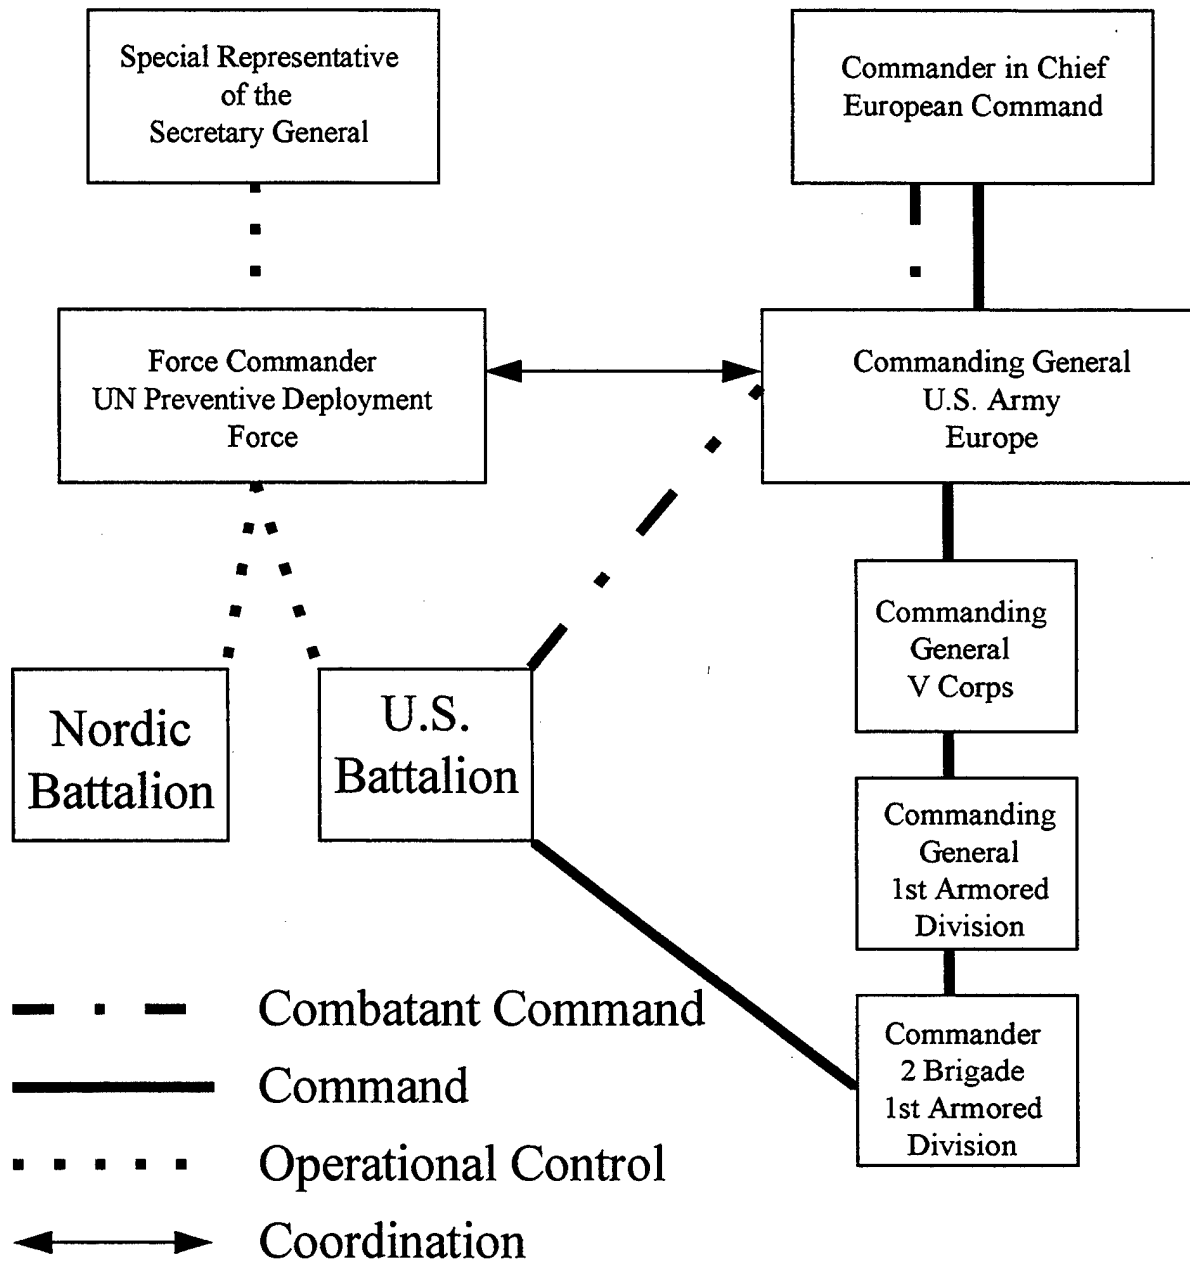 Special Representative
of the
Secretary General
Commander in Chief
European Command
Force Commander
UN Preventive Deployment
Force
Commanding General
U.S. Army
Europe
Commanding
General
V Corps
Nordic
Battalion
U.S.
Battalion
Commanding
General
1st Armored
Division
Commander
2 Brigade
1st Armored
Division
Combatant Command
Command
Operational Control
Coordination